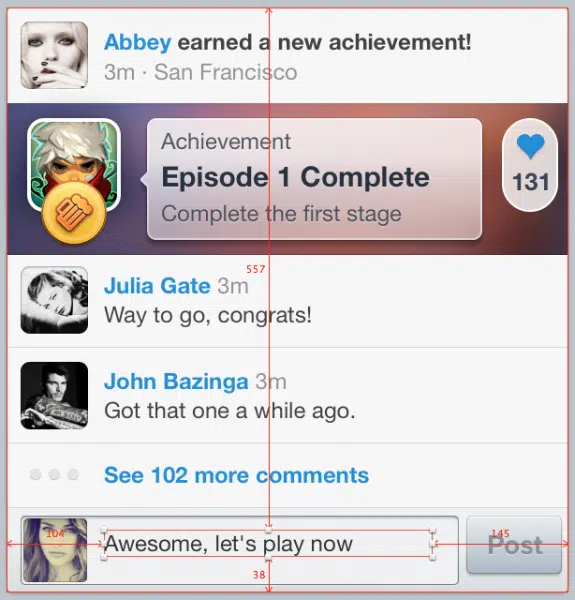 Abbey earned a new achievement!
3m · San Francisco
Achievement
Episode 1 Complete
Complete the first stage
131
557
Julia Gate 3m
Way to go, congrats!
John Bazinga 3m
Got that one a while ago.
See 102 more comments
104
Awesome, let's play now
145
Post
38